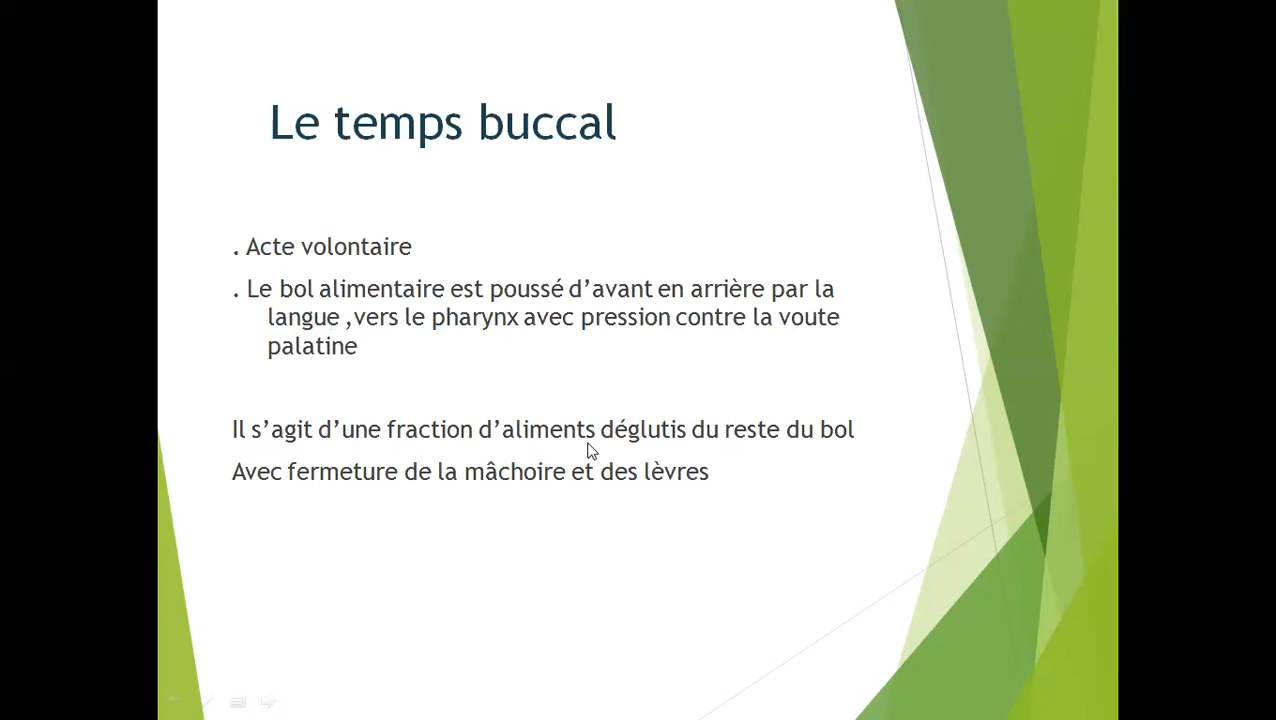 Le temps buccal
. Acte volontaire
. Le bol alimentaire est poussé d’avant en arrière par la
langue ,vers le pharynx avec pression contre la voute
palatine
Il s’agit d’une fraction d’aliments déglutis du reste du bol
Avec fermeture de la mâchoire et des lèvres